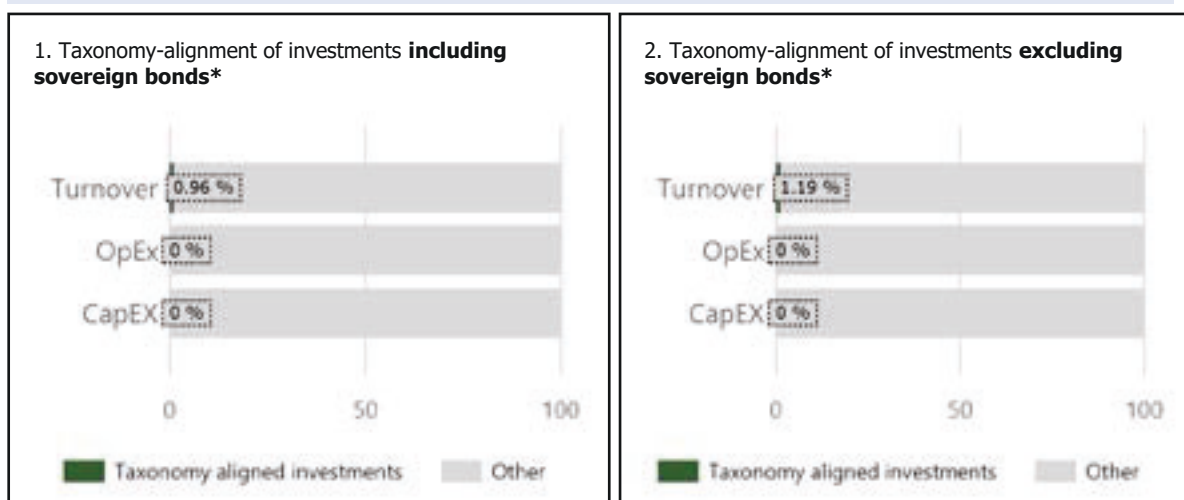 1. Taxonomy-alignment of investments including
sovereign bonds*
Turnover 0.96 %
OpEx 0 %
CapEX 0 %
0 50 100
Taxonomy aligned investments Other
2. Taxonomy-alignment of investments excluding
sovereign bonds*
Turnover 1.19 %
OpEx 0 %
CapEX 0 %
0 50 100
Taxonomy aligned investments Other